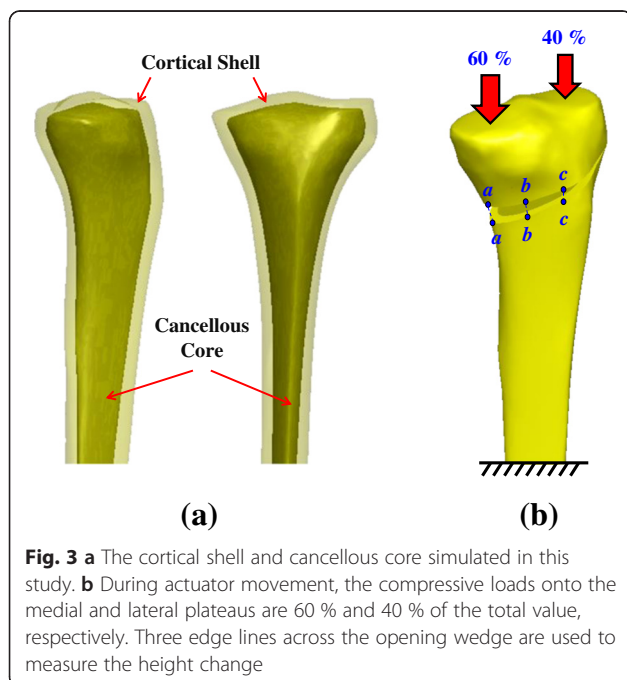 Cortical Shell
Cancellous
Core
(a)
60 %
40 %
a
b
c
a
b
c
(b)
Fig. 3 a The cortical shell and cancellous core simulated in this
study. b During actuator movement, the compressive loads onto the
medial and lateral plateaus are 60 % and 40 % of the total value,
respectively. Three edge lines across the opening wedge are used to
measure the height change